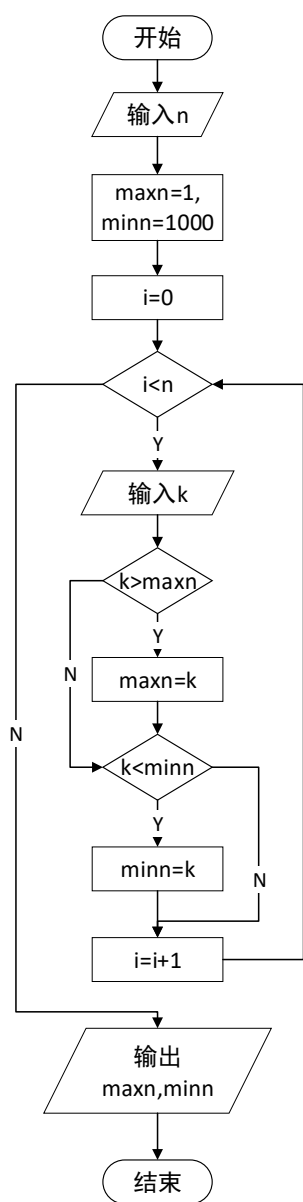 开始
输入n
maxn=1,
minn=1000
i=0
i<n
Y
输入k
k>maxn
Y
N
maxn=k
N
k<minn
Y
minn=k
N
i=i+1
输出
maxn,minn
结束